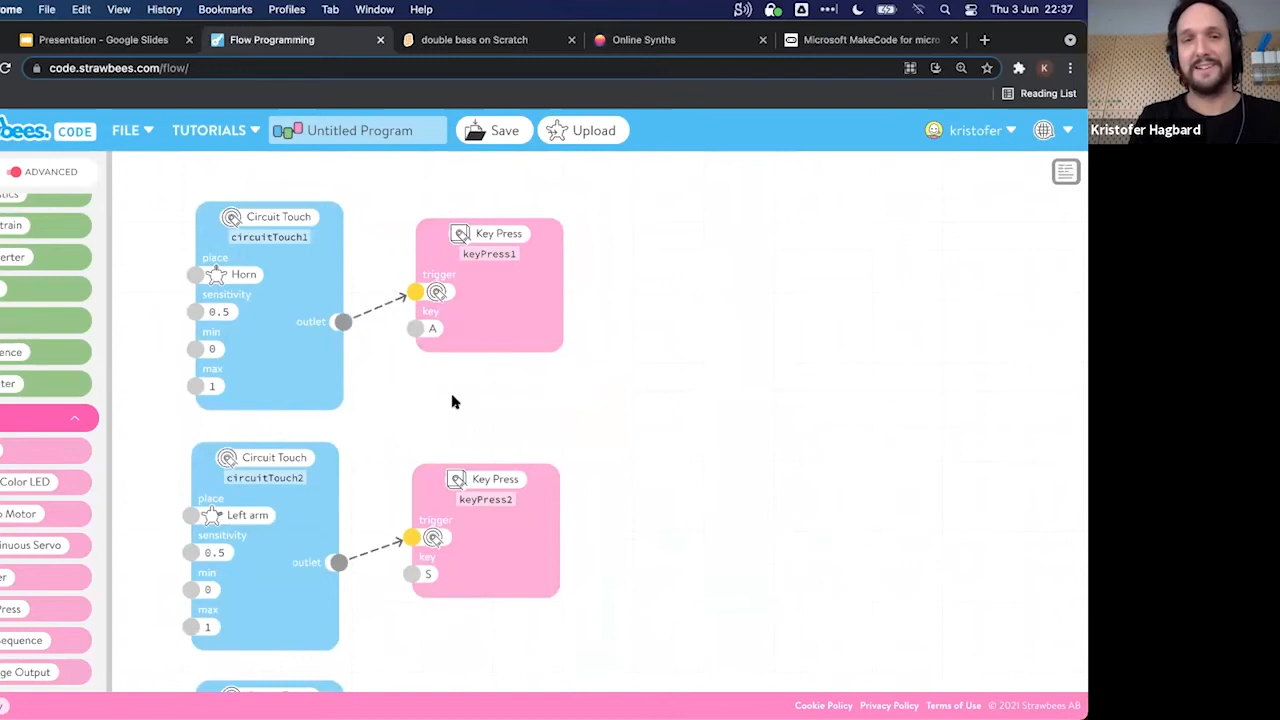 ome File Edit View History Bookmarks Profiles Tab Window Help Thu 3 Jun 22:37
Presentation - Google Slides Flow Programming double bass on Scratch Online Synths Microsoft MakeCode for micro
code.strawbees.com/flow/ K
Reading List
bees. CODE FILE TUTORIALS Untitled Program Save Upload kristofer
Kristofer Hagbard
ADVANCED
stics
train
erter
ence
ter
Color LED
o Motor
inuous Servo
er
Press
Sequence
ge Output
Circuit Touch
circuitTouch1
place
Horn
sensitivity
0.5
min
0
max
1
outlet
Key Press
keyPress1
trigger
key
A
Circuit Touch
circuitTouch2
place
Left arm
sensitivity
0.5
min
0
max
1
outlet
Key Press
keyPress2
trigger
key
S
Cookie Policy Privacy Policy Terms of Use © 2021 Strawbees AB